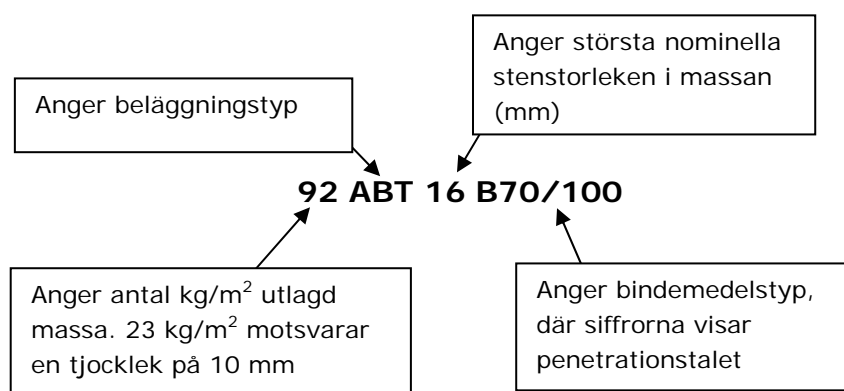 Anger största nominella
stenstorleken i massan
(mm)
Anger beläggningstyp
92 ABT 16 B70/100
Anger antal kg/m² utlagd
massa. 23 kg/m² motsvarar
en tjocklek på 10 mm
Anger bindemedelstyp,
där siffrorna visar
penetrationstalet